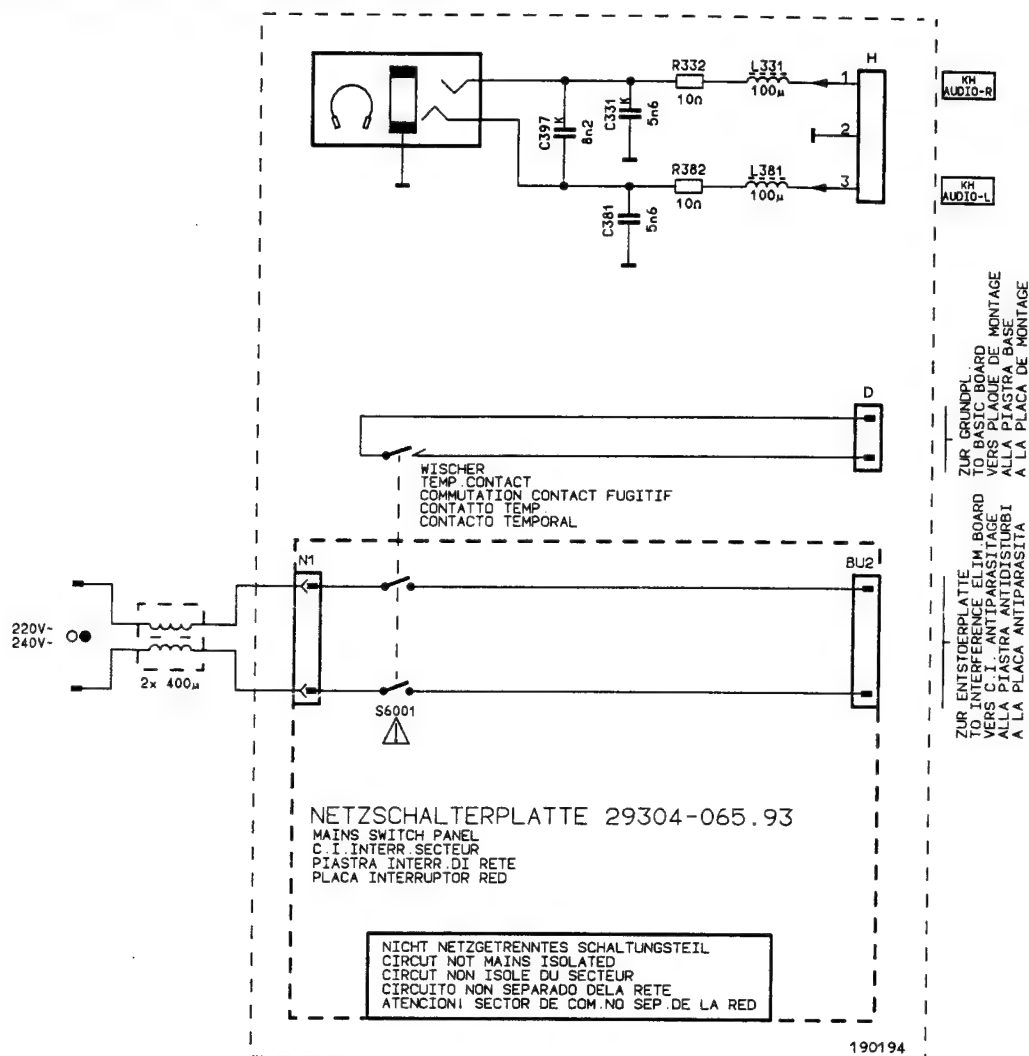 H
R332
L331
1
KH
AUDIO-R
10n
100µ
C397
K
8n2
C331
K
5n6
2
R382
L381
3
KH
AUDIO-L
10n
100µ
C381
5n6
D
WISCHER
TEMP.CONTACT
COMMUTATION CONTACT FUGITIF
CONTATTO TEMP.
CONTACTO TEMPORAL
ZUR GRUNDPL.
TO BASIC BOARD
VERS PLAQUE DE MONTAGE
ALLA PIASTRA BASE
A LA PLACA DE MONTAGE
N1
BU2
220V~
240V~
2x 400µ
S6001
ZUR ENTSTOERPLATTE
TO INTERFERENCE ELIM.BOARD
VERS C.I. ANTIPARASITAGE
ALLA PIASTRA ANTIDISTURBI
A LA PLACA ANTIPARASITA
NETZSCHALTERPLATTE 29304-065.93
MAINS SWITCH PANEL
C.I.INTERR.SECTEUR
PIASTRA INTERR.DI RETE
PLACA INTERRUPTOR RED
NICHT NETZGETRENNTES SCHALTUNGSTEIL
CIRCUT NOT MAINS ISOLATED
CIRCUT NON ISOLE DU SECTEUR
CIRCUITO NON SEPARADO DELA RETE
ATENCION! SECTOR DE COM.NO SEP.DE LA RED
190194